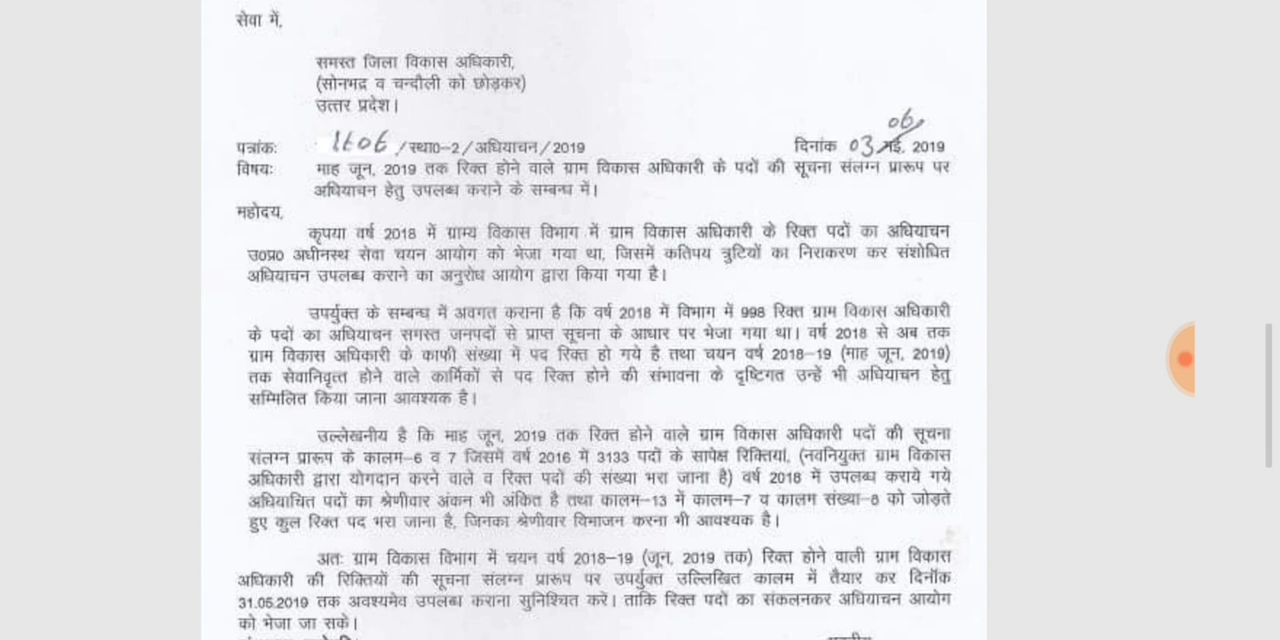 सेवा में,
समस्त जिला विकास अधिकारी,
(सोनभद्र व चन्दौली को छोड़कर)
उत्तर प्रदेश।
06
पत्रांकः 1606 /स्था0-2/अधियाचन/2019 दिनांक 03 मई, 2019
विषयः माह जून, 2019 तक रिक्त होने वाले ग्राम विकास अधिकारी के पदों की सूचना संलग्न प्रारूप पर
अधियाचन हेतु उपलब्ध कराने के सम्बन्ध में।
महोदय,
कृपया वर्ष 2018 में ग्राम्य विकास विभाग में ग्राम विकास अधिकारी के रिक्त पदों का अधियाचन
उ0प्र0 अधीनस्थ सेवा चयन आयोग को भेजा गया था, जिसमें कतिपय त्रुटियों का निराकरण कर संशोधित
अधियाचन उपलब्ध कराने का अनुरोध आयोग द्वारा किया गया है।
उपर्युक्त के सम्बन्ध में अवगत कराना है कि वर्ष 2018 में विभाग में 998 रिक्त ग्राम विकास अधिकारी
के पदों का अधियाचन समस्त जनपदों से प्राप्त सूचना के आधार पर भेजा गया था। वर्ष 2018 से अब तक
ग्राम विकास अधिकारी के काफी संख्या में पद रिक्त हो गये है तथा चयन वर्ष 2018-19 (माह जून, 2019)
तक सेवानिवृत्त होने वाले कार्मिकों से पद रिक्त होने की संभावना के दृष्टिगत उन्हें भी अधियाचन हेतु
सम्मिलित किया जाना आवश्यक है।
उल्लेखनीय है कि माह जून, 2019 तक रिक्त होने वाले ग्राम विकास अधिकारी पदों की सूचना
संलग्न प्रारूप के कालम-6 व 7 जिसमें वर्ष 2016 में 3133 पदों के सापेक्ष रिक्तियां, (नवनियुक्त ग्राम विकास
अधिकारी द्वारा योगदान करने वाले व रिक्त पदों की संख्या भरा जाना है) वर्ष 2018 में उपलब्ध कराये गये
अधियाचित पदों का श्रेणीवार अंकन भी अंकित है तथा कालम-13 में कालम-7 व कालम संख्या-8 को जोड़ते
हुए कुल रिक्त पद भरा जाना है, जिनका श्रेणीवार विभाजन करना भी आवश्यक है।
अतः ग्राम विकास विभाग में चयन वर्ष 2018-19 (जून, 2019 तक) रिक्त होने वाली ग्राम विकास
अधिकारी की रिक्तियों की सूचना संलग्न प्रारूप पर उपर्युक्त उल्लिखित कालम में तैयार कर दिनॉक
31.05.2019 तक अवश्यमेव उपलब्ध कराना सुनिश्चित करें। ताकि रिक्त पदों का संकलनकर अधियाचन आयोग
को भेजा जा सके।